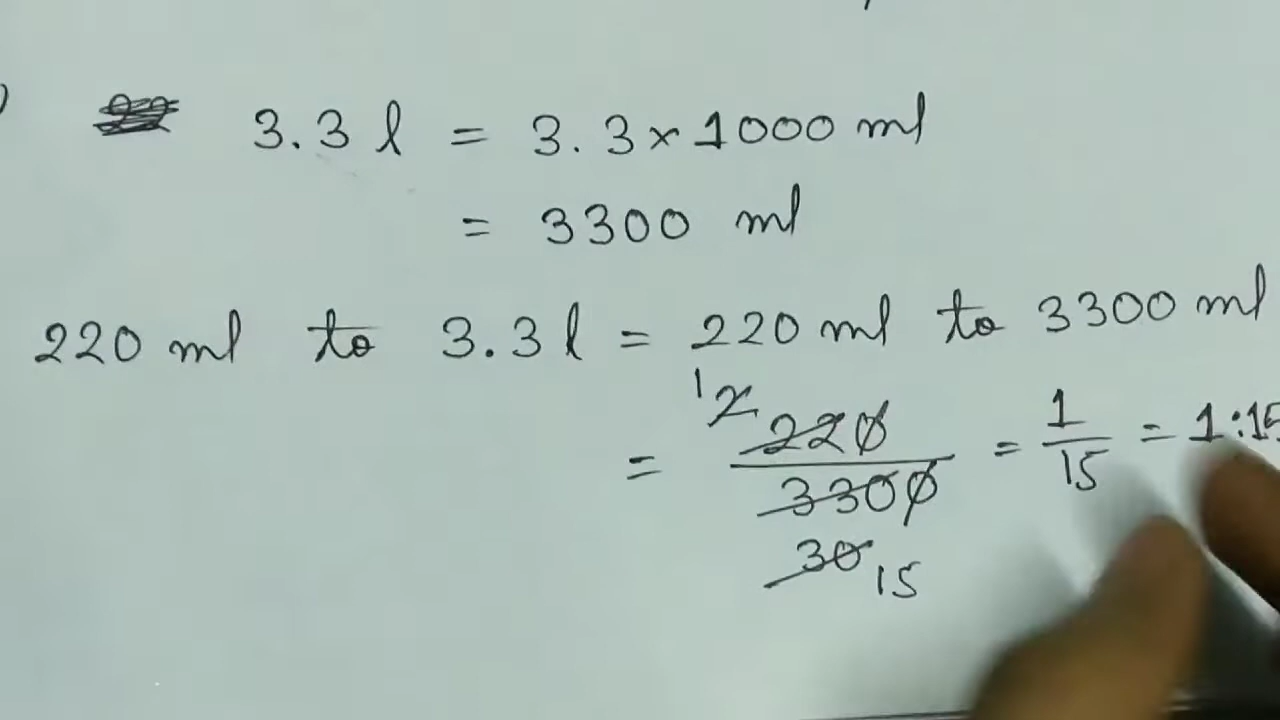 3.3 l = 3.3 × 1000 ml
= 3300 ml
220 ml to 3.3 l = 220 ml to 3300 ml
1 2
= 220/3300 = 1/15 = 1:15
30 15